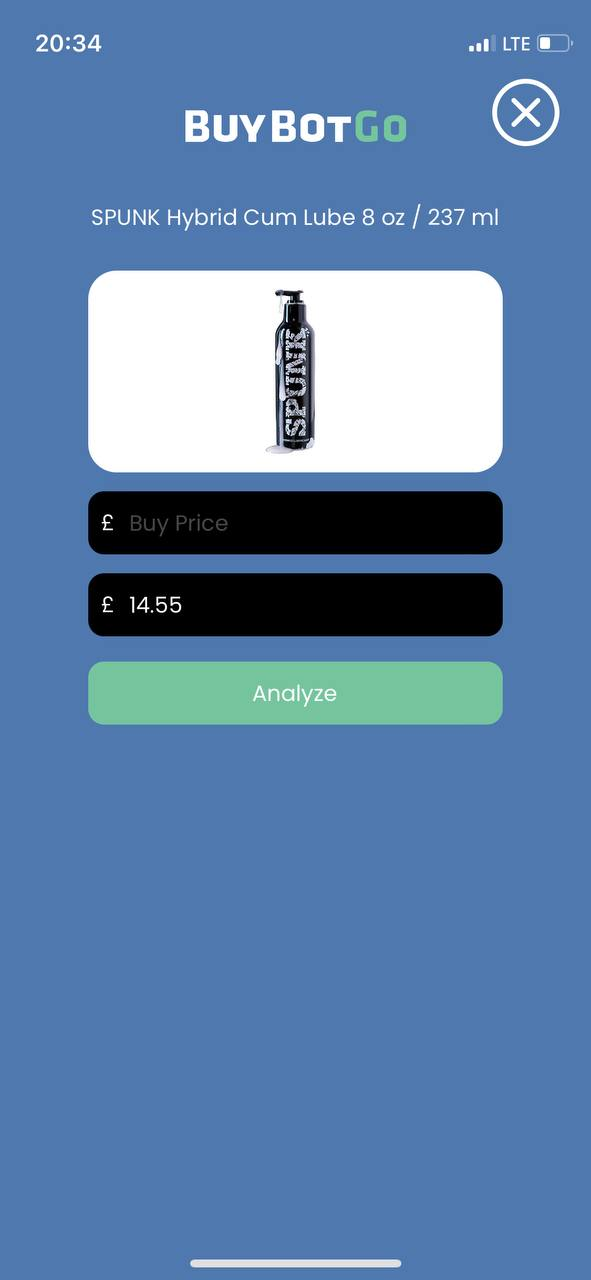 20:34
LTE
BUYBOTGO
SPUNK Hybrid Cum Lube 8 oz / 237 ml
SPUNK
£ Buy Price
£ 14.55
Analyze